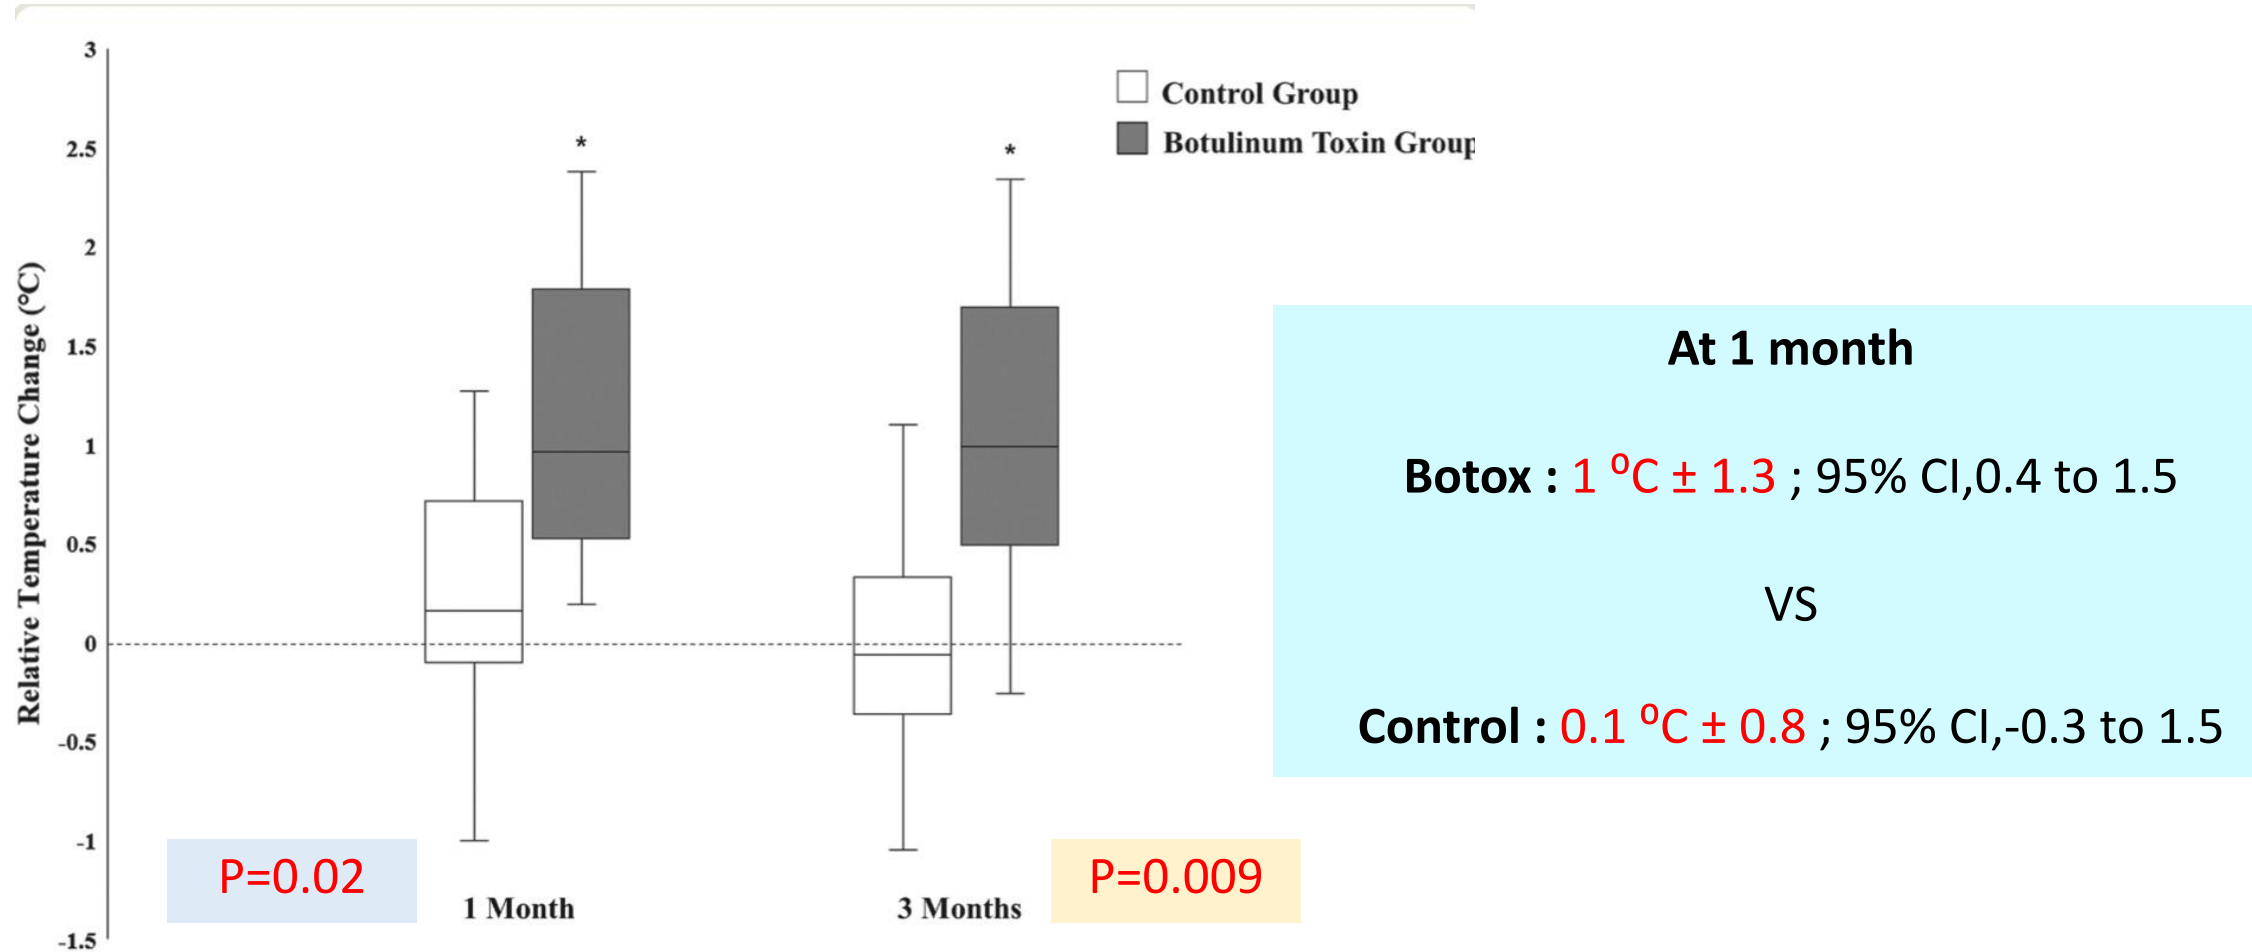 Relative Temperature Change (°C)
3
2.5
2
1.5
1
0.5
0
-0.5
-1
-1.5
*
*
Control Group
Botulinum Toxin Group
1 Month
3 Months
P=0.02
P=0.009
At 1 month
Botox : 1 ⁰C ± 1.3 ; 95% CI,0.4 to 1.5
VS
Control : 0.1 ⁰C ± 0.8 ; 95% CI,-0.3 to 1.5